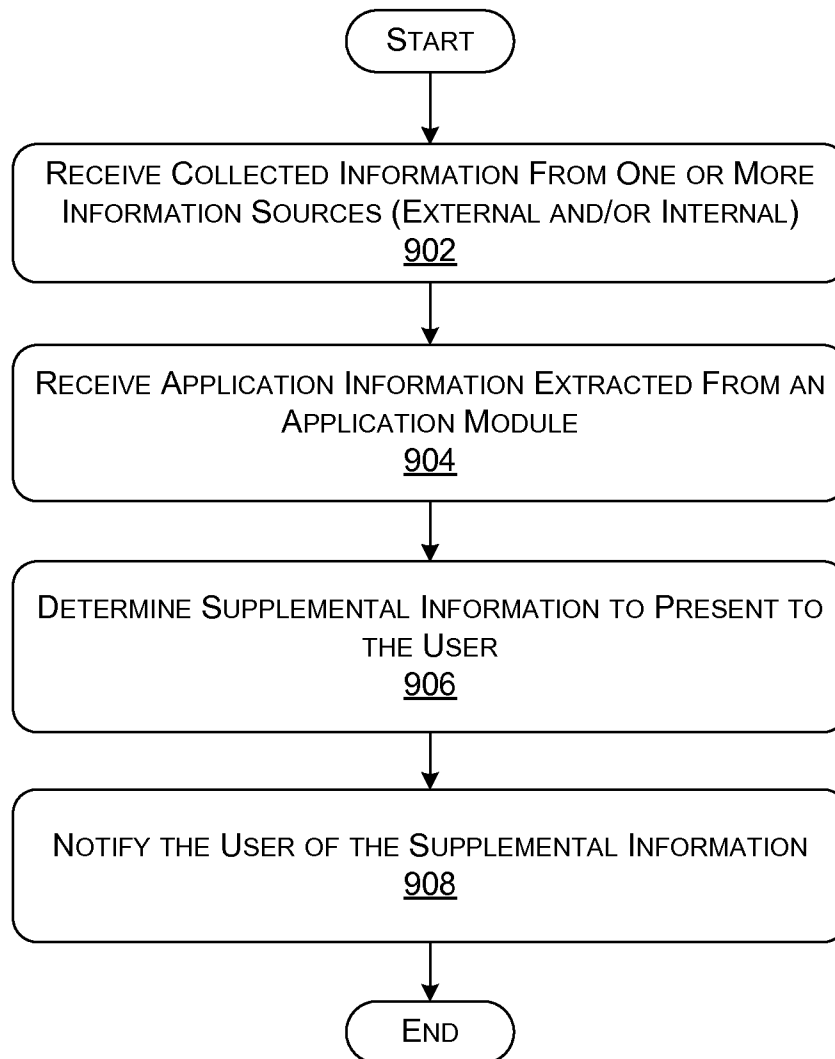 START
RECEIVE COLLECTED INFORMATION FROM ONE OR MORE
INFORMATION SOURCES (EXTERNAL AND/OR INTERNAL)
902
RECEIVE APPLICATION INFORMATION EXTRACTED FROM AN
APPLICATION MODULE
904
DETERMINE SUPPLEMENTAL INFORMATION TO PRESENT TO
THE USER
906
NOTIFY THE USER OF THE SUPPLEMENTAL INFORMATION
908
END